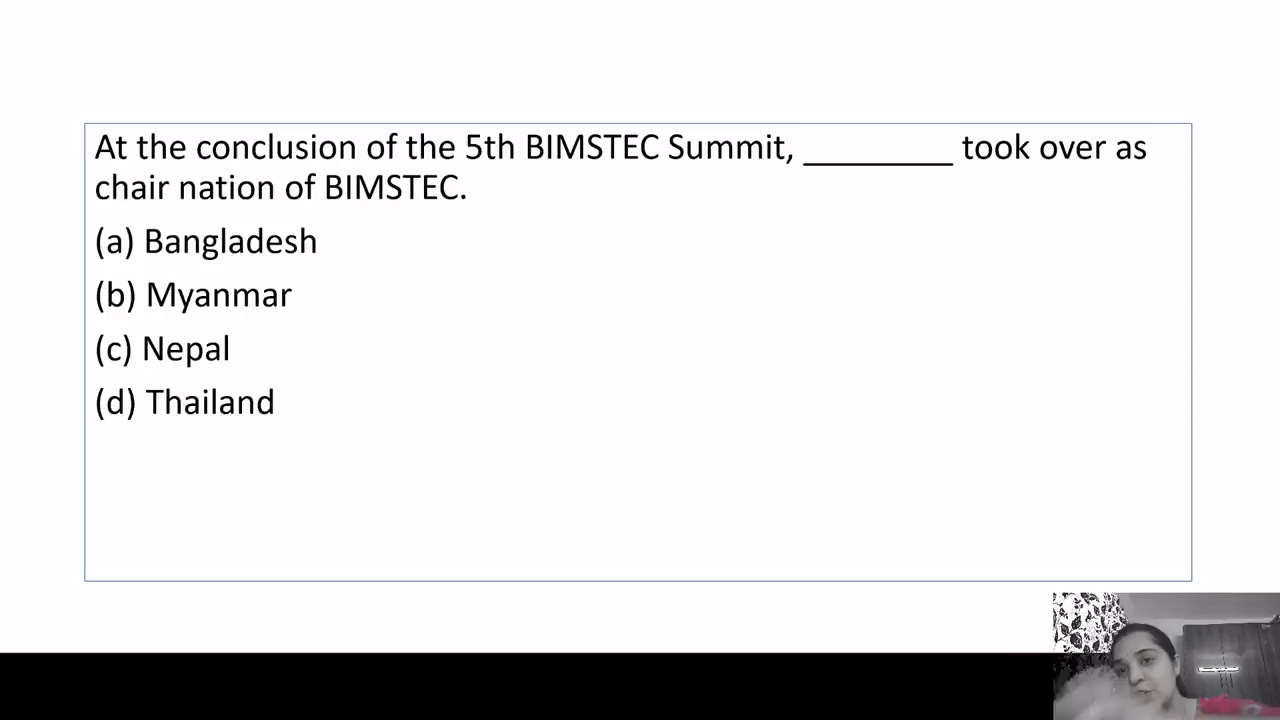 At the conclusion of the 5th BIMSTEC Summit, _________ took over as
chair nation of BIMSTEC.
(a) Bangladesh
(b) Myanmar
(c) Nepal
(d) Thailand